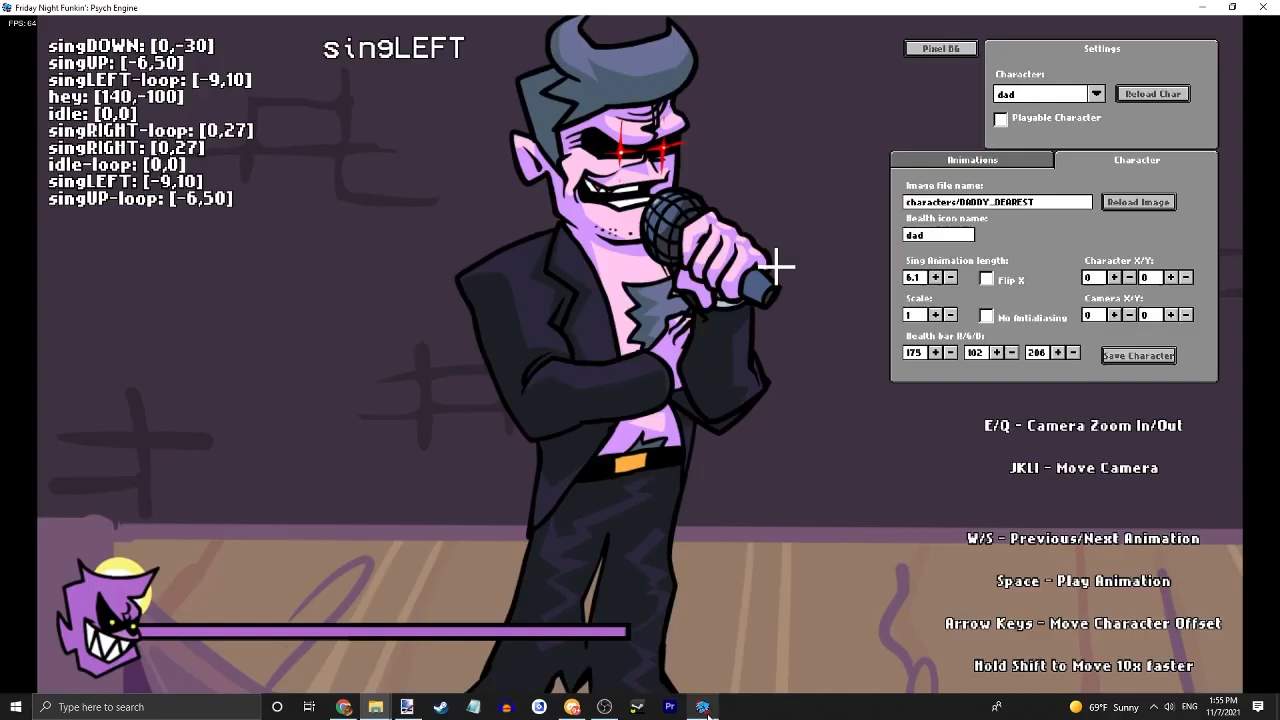 Friday Night Funkin': Psych Engine
FPS: 64
singDOWN: [0,-30]
singUP: [-6,50]
singLEFT-loop: [-9,10]
hey: [140,-100]
idle: [0,0]
singRIGHT-loop: [0,27]
singRIGHT: [0,27]
idle-loop: [0,0]
singLEFT: [-9,10]
singUP-loop: [-6,50]
singLEFT
Pixel BG
Settings
Character:
dad
Reload Char
Playable Character
Animations
Character
Image file name:
characters/DADDY_DEAREST
Reload Image
Health icon name:
dad
Sing Animation length:
Character X/Y:
6.1 + -
Flip X
0 + - 0 + -
Scale:
Camera X/Y:
1 + -
No Antialiasing
0 + - 0 + -
Health bar R/G/B:
175 + - 102 + - 206 + -
Save Character
E/Q - Camera Zoom In/Out
JKLI - Move Camera
W/S - Previous/Next Animation
Space - Play Animation
Arrow Keys - Move Character Offset
Hold Shift to Move 10x faster
Type here to search
Pr
69°F Sunny
1:55 PM
11/7/2021